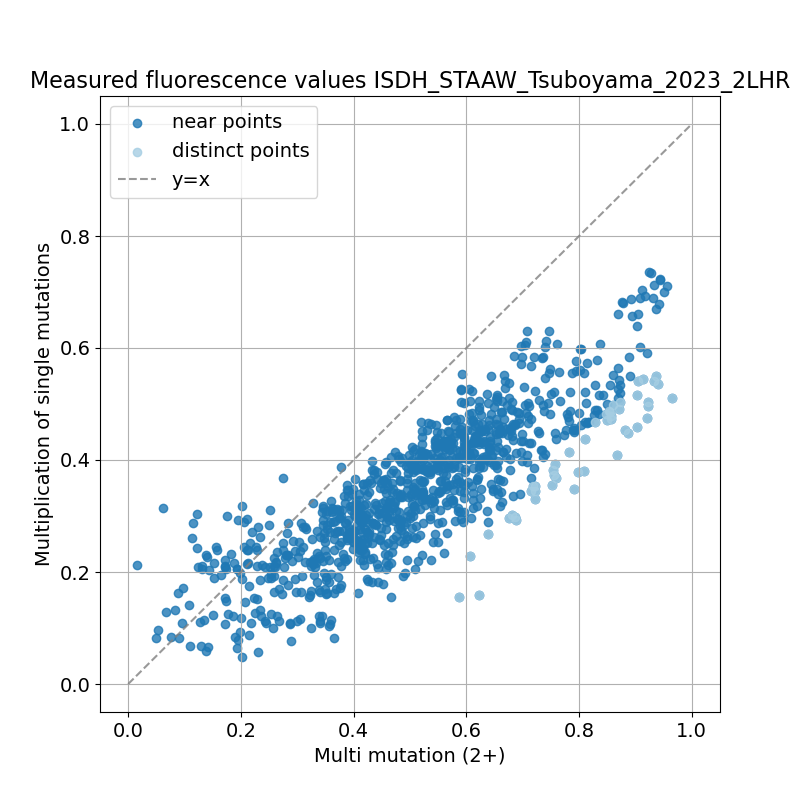 Measured fluorescence values ISDH_STAAW_Tsuboyama_2023_2LHR
near points
distinct points
y=x
1.0
0.8
0.6
0.4
0.2
0.0
Multiplication of single mutations
0.0 0.2 0.4 0.6 0.8 1.0
Multi mutation (2+)